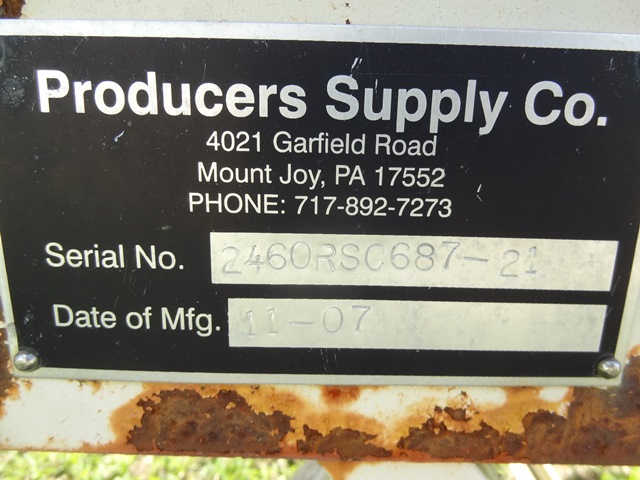 Producers Supply Co.
4021 Garfield Road
Mount Joy, PA 17552
PHONE: 717-892-7273
Serial No. 2460RSC687-21
Date of Mfg. 11-07